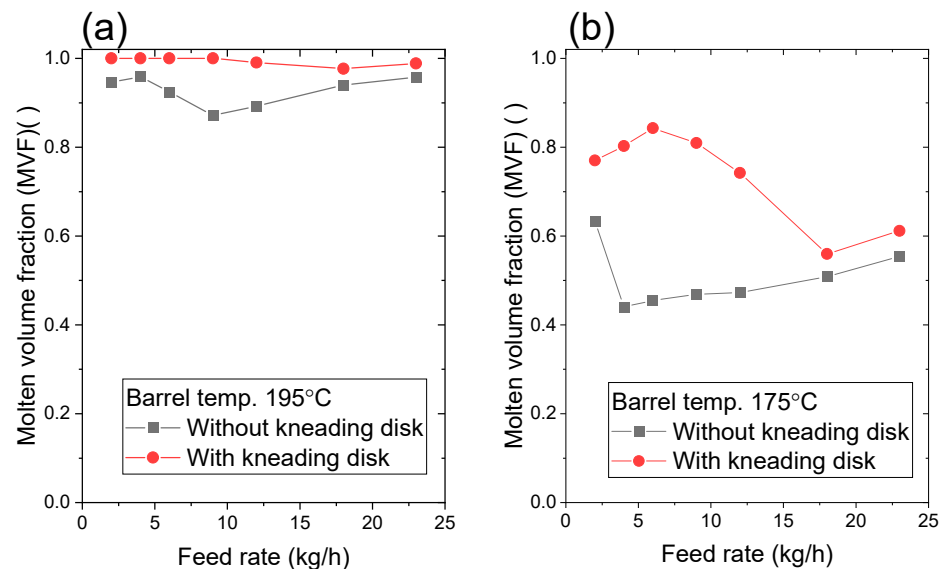 (a)
Molten volume fraction (MVF)( )
1.0
0.8
0.6
0.4
0.2
0.0
Barrel temp. 195°C
Without kneading disk
With kneading disk
0 5 10 15 20 25
Feed rate (kg/h)
(b)
Molten volume fraction (MVF) ( )
1.0
0.8
0.6
0.4
0.2
0.0
Barrel temp. 175°C
Without kneading disk
With kneading disk
0 5 10 15 20 25
Feed rate (kg/h)